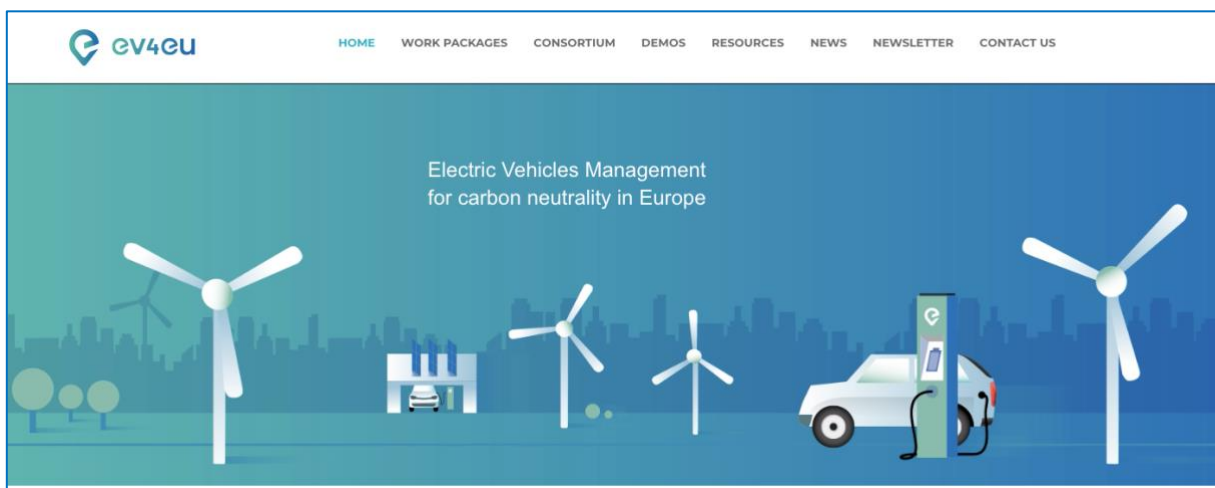 ev4eu
HOME WORK PACKAGES CONSORTIUM DEMOS RESOURCES NEWS NEWSLETTER CONTACT US
Electric Vehicles Management
for carbon neutrality in Europe